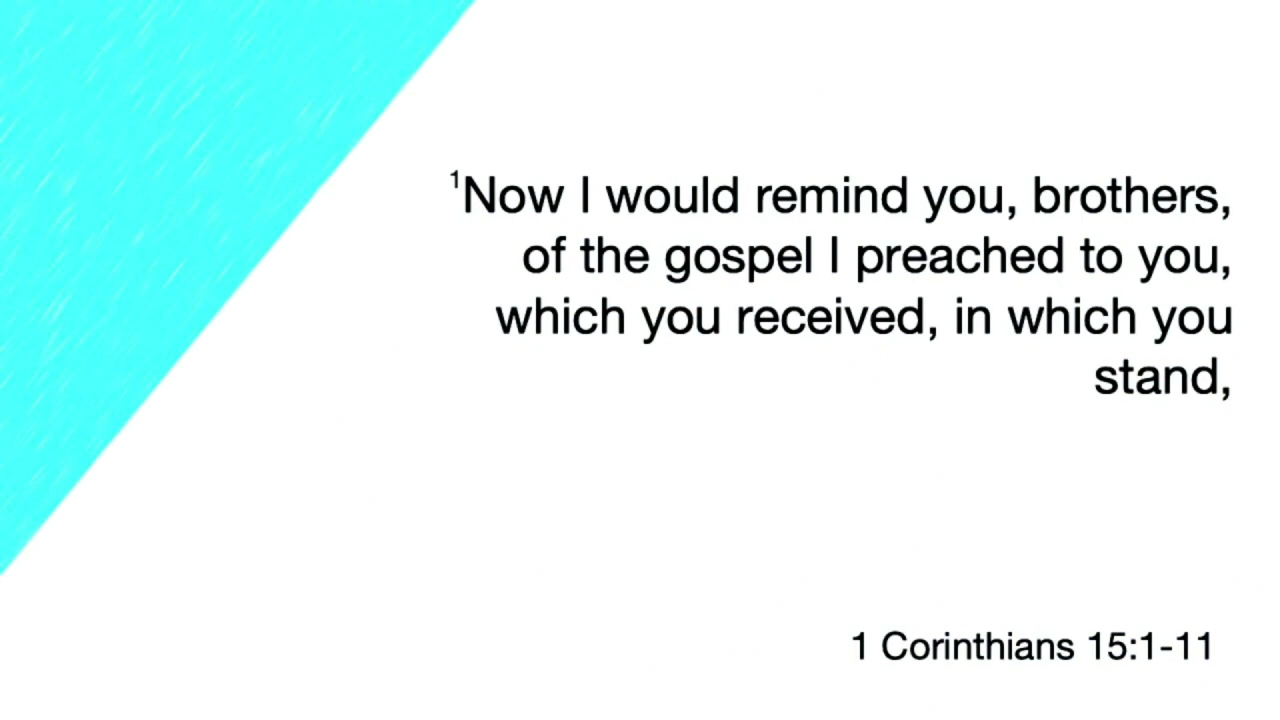 ¹Now I would remind you, brothers,
of the gospel I preached to you,
which you received, in which you
stand,
1 Corinthians 15:1-11